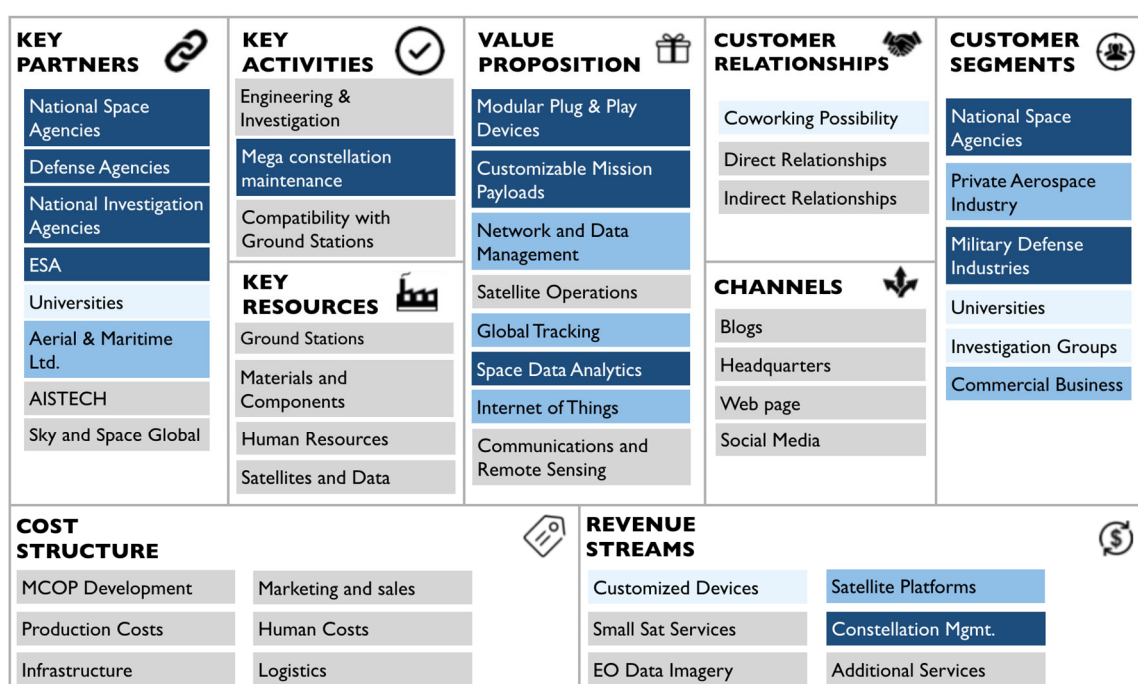 KEY
PARTNERS
National Space
Agencies
Defense Agencies
National Investigation
Agencies
ESA
Universities
Aerial & Maritime
Ltd.
AISTECH
Sky and Space Global
KEY
ACTIVITIES
Engineering &
Investigation
Mega constellation
maintenance
Compatibility with
Ground Stations
KEY
RESOURCES
Ground Stations
Materials and
Components
Human Resources
Satellites and Data
VALUE
PROPOSITION
Modular Plug & Play
Devices
Customizable Mission
Payloads
Network and Data
Management
Satellite Operations
Global Tracking
Space Data Analytics
Internet of Things
Communications and
Remote Sensing
CUSTOMER
RELATIONSHIPS
Coworking Possibility
Direct Relationships
Indirect Relationships
CHANNELS
Blogs
Headquarters
Web page
Social Media
CUSTOMER
SEGMENTS
National Space
Agencies
Private Aerospace
Industry
Military Defense
Industries
Universities
Investigation Groups
Commercial Business
COST
STRUCTURE
MCOP Development
Production Costs
Infrastructure
Marketing and sales
Human Costs
Logistics
REVENUE
STREAMS
Customized Devices
Small Sat Services
EO Data Imagery
Satellite Platforms
Constellation Mgmt.
Additional Services